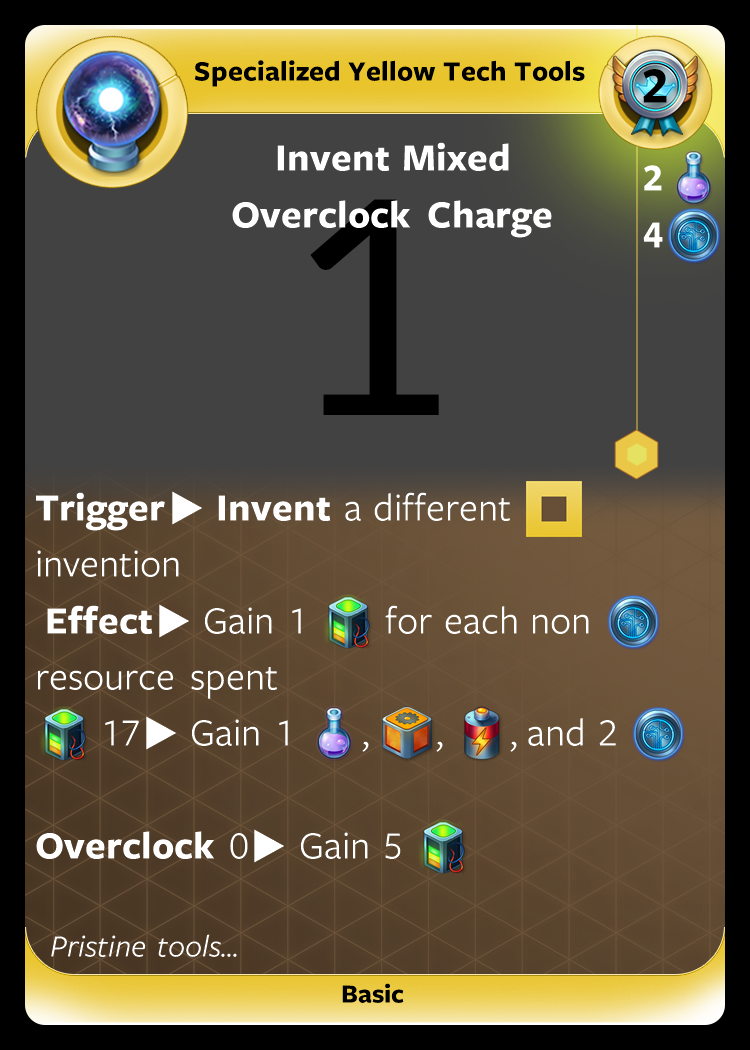 Specialized Yellow Tech Tools
2
Invent Mixed
Overclock Charge
2
4
1
Trigger▶ Invent a different
invention
Effect▶ Gain 1 for each non
resource spent
17▶ Gain 1 , , , and 2
Overclock 0▶ Gain 5
Pristine tools...
Basic